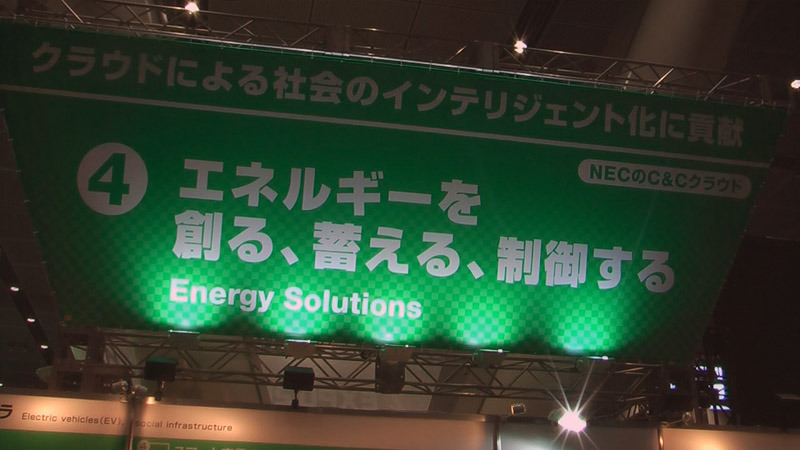 クラウドによる社会のインテリジェント化に貢献
NECのC&Cクラウド
4
エネルギーを
創る、蓄える、制御する
Energy Solutions
ラ
Electric vehicles(EV), social infrastructure